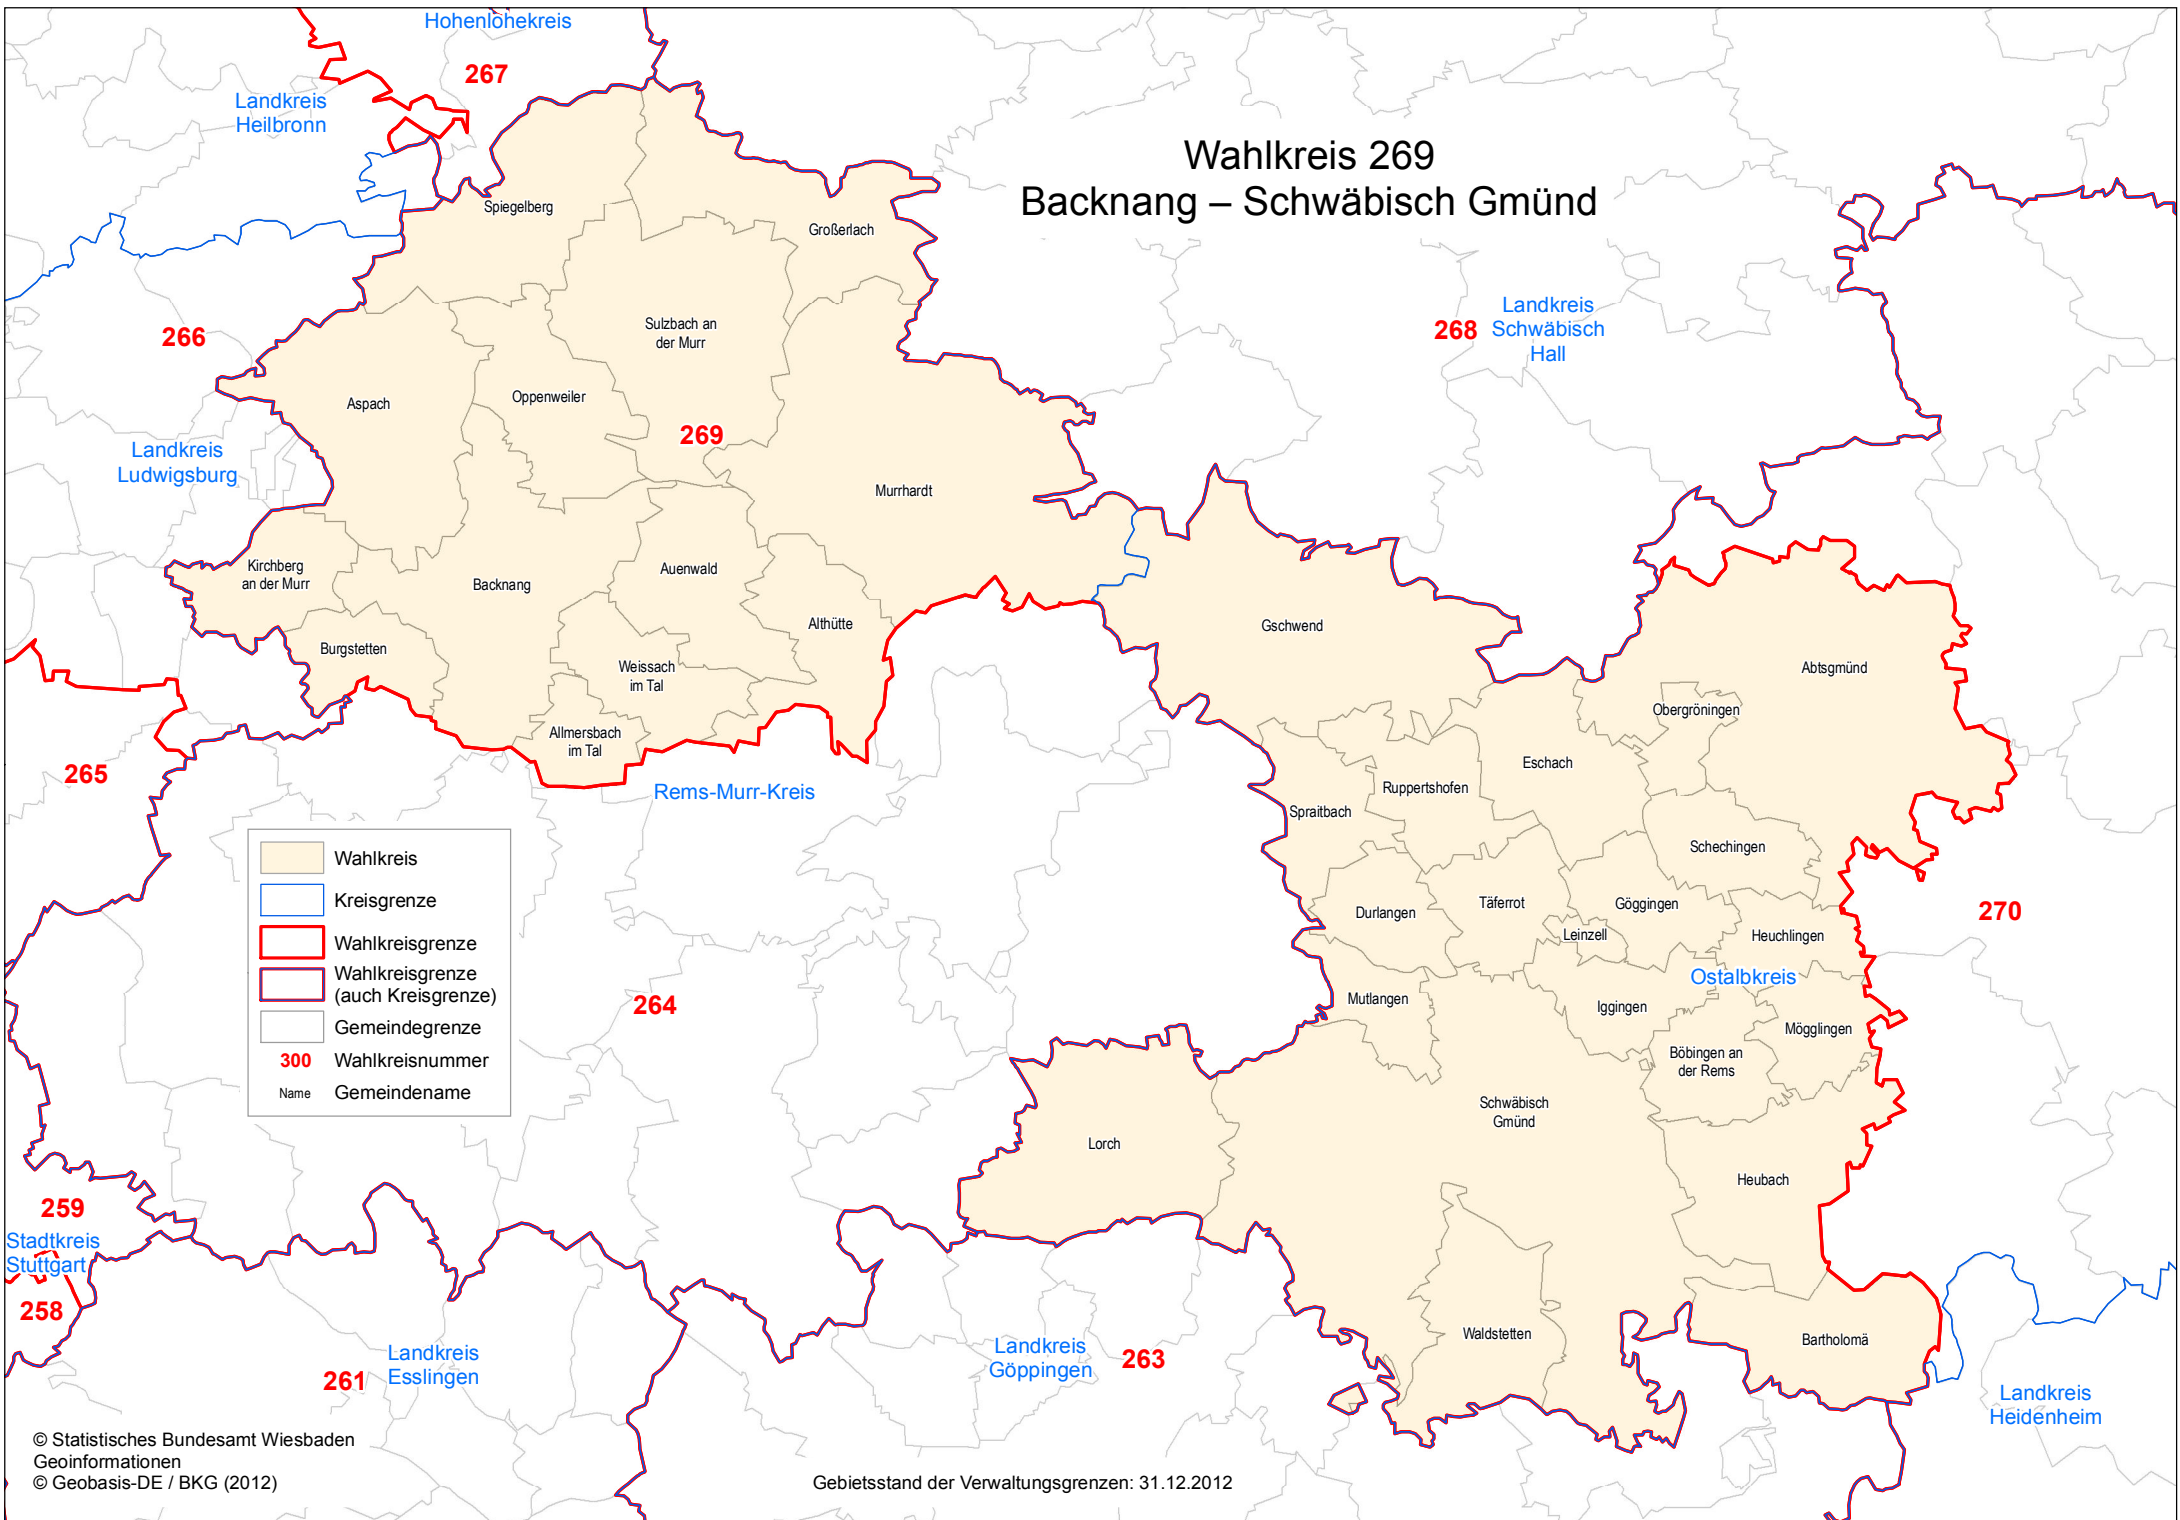 Hohenlohekreis
267
Landkreis
Heilbronn
Wahlkreis 269
Backnang – Schwäbisch Gmünd
Spiegelberg
Großerlach
266
Sulzbach an
der Murr
268
Landkreis
Schwäbisch
Hall
Aspach
Oppenweiler
269
Landkreis
Ludwigsburg
Murrhardt
Kirchberg
an der Murr
Backnang
Auenwald
Althütte
Gschwend
Burgstetten
Weissach
im Tal
Abtsgmünd
Obergröningen
Allmersbach
im Tal
Eschach
265
Rems-Murr-Kreis
Ruppertshofen
Spraitbach
Schechingen
Wahlkreis
Kreisgrenze
Wahlkreisgrenze
Wahlkreisgrenze
(auch Kreisgrenze)
Gemeindegrenze
300 Wahlkreisnummer
Name Gemeindename
Durlangen
Täferrot
Göggingen
270
Leinzell
Heuchlingen
Ostalbkreis
264
Mutlangen
Iggingen
Mögglingen
Böbingen an
der Rems
Schwäbisch
Gmünd
Lorch
Heubach
259
Stadtkreis
Stuttgart
258
Waldstetten
Bartholomä
Landkreis
Esslingen
261
Landkreis
Göppingen
263
Landkreis
Heidenheim
© Statistisches Bundesamt Wiesbaden
Geoinformationen
© Geobasis-DE / BKG (2012)
Gebietsstand der Verwaltungsgrenzen: 31.12.2012